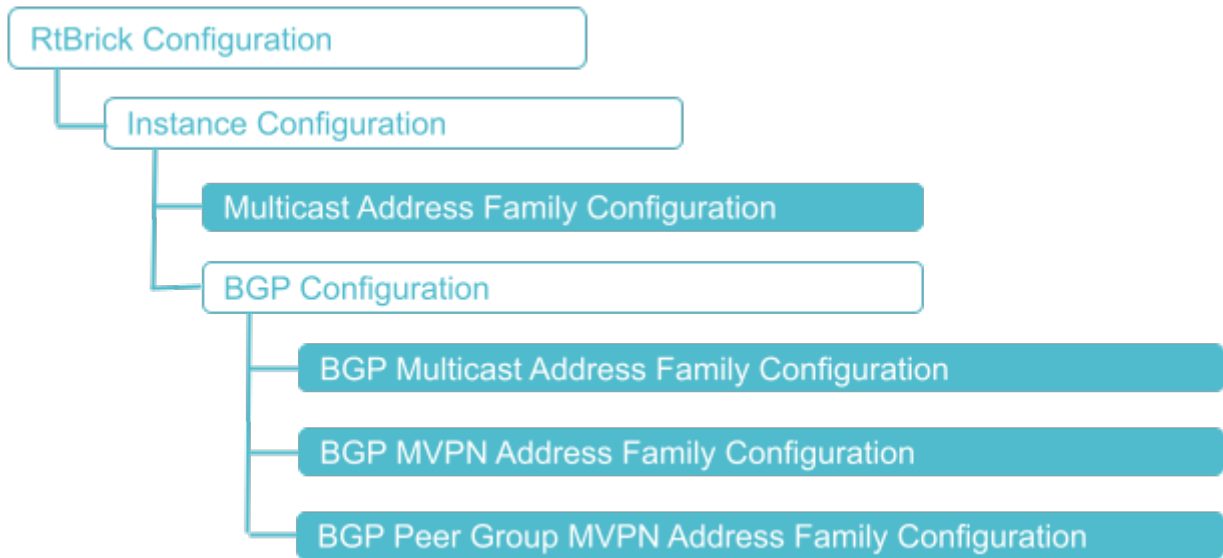 RtBrick Configuration
Instance Configuration
Multicast Address Family Configuration
BGP Configuration
BGP Multicast Address Family Configuration
BGP MVPN Address Family Configuration
BGP Peer Group MVPN Address Family Configuration